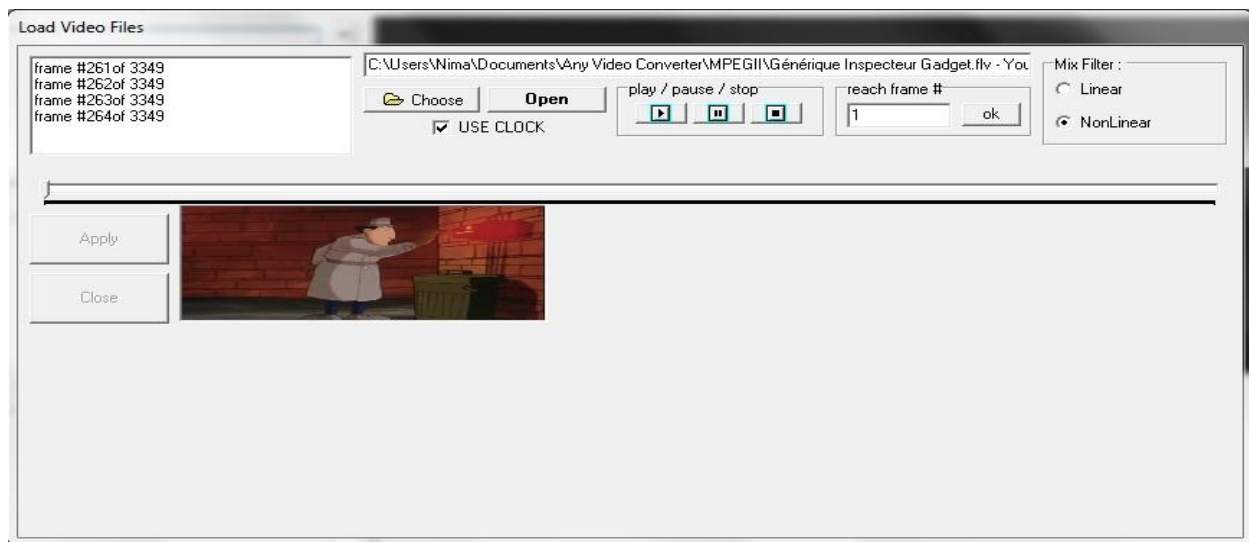 Load Video Files
frame #261of 3349
frame #262of 3349
frame #263of 3349
frame #264of 3349
C:\Users\Nima\Documents\Any Video Converter\MPEGII\Générique Inspecteur Gadget.flv - You
Choose
Open
USE CLOCK
play / pause / stop
reach frame #
1
ok
Mix Filter :
Linear
NonLinear
Apply
Close